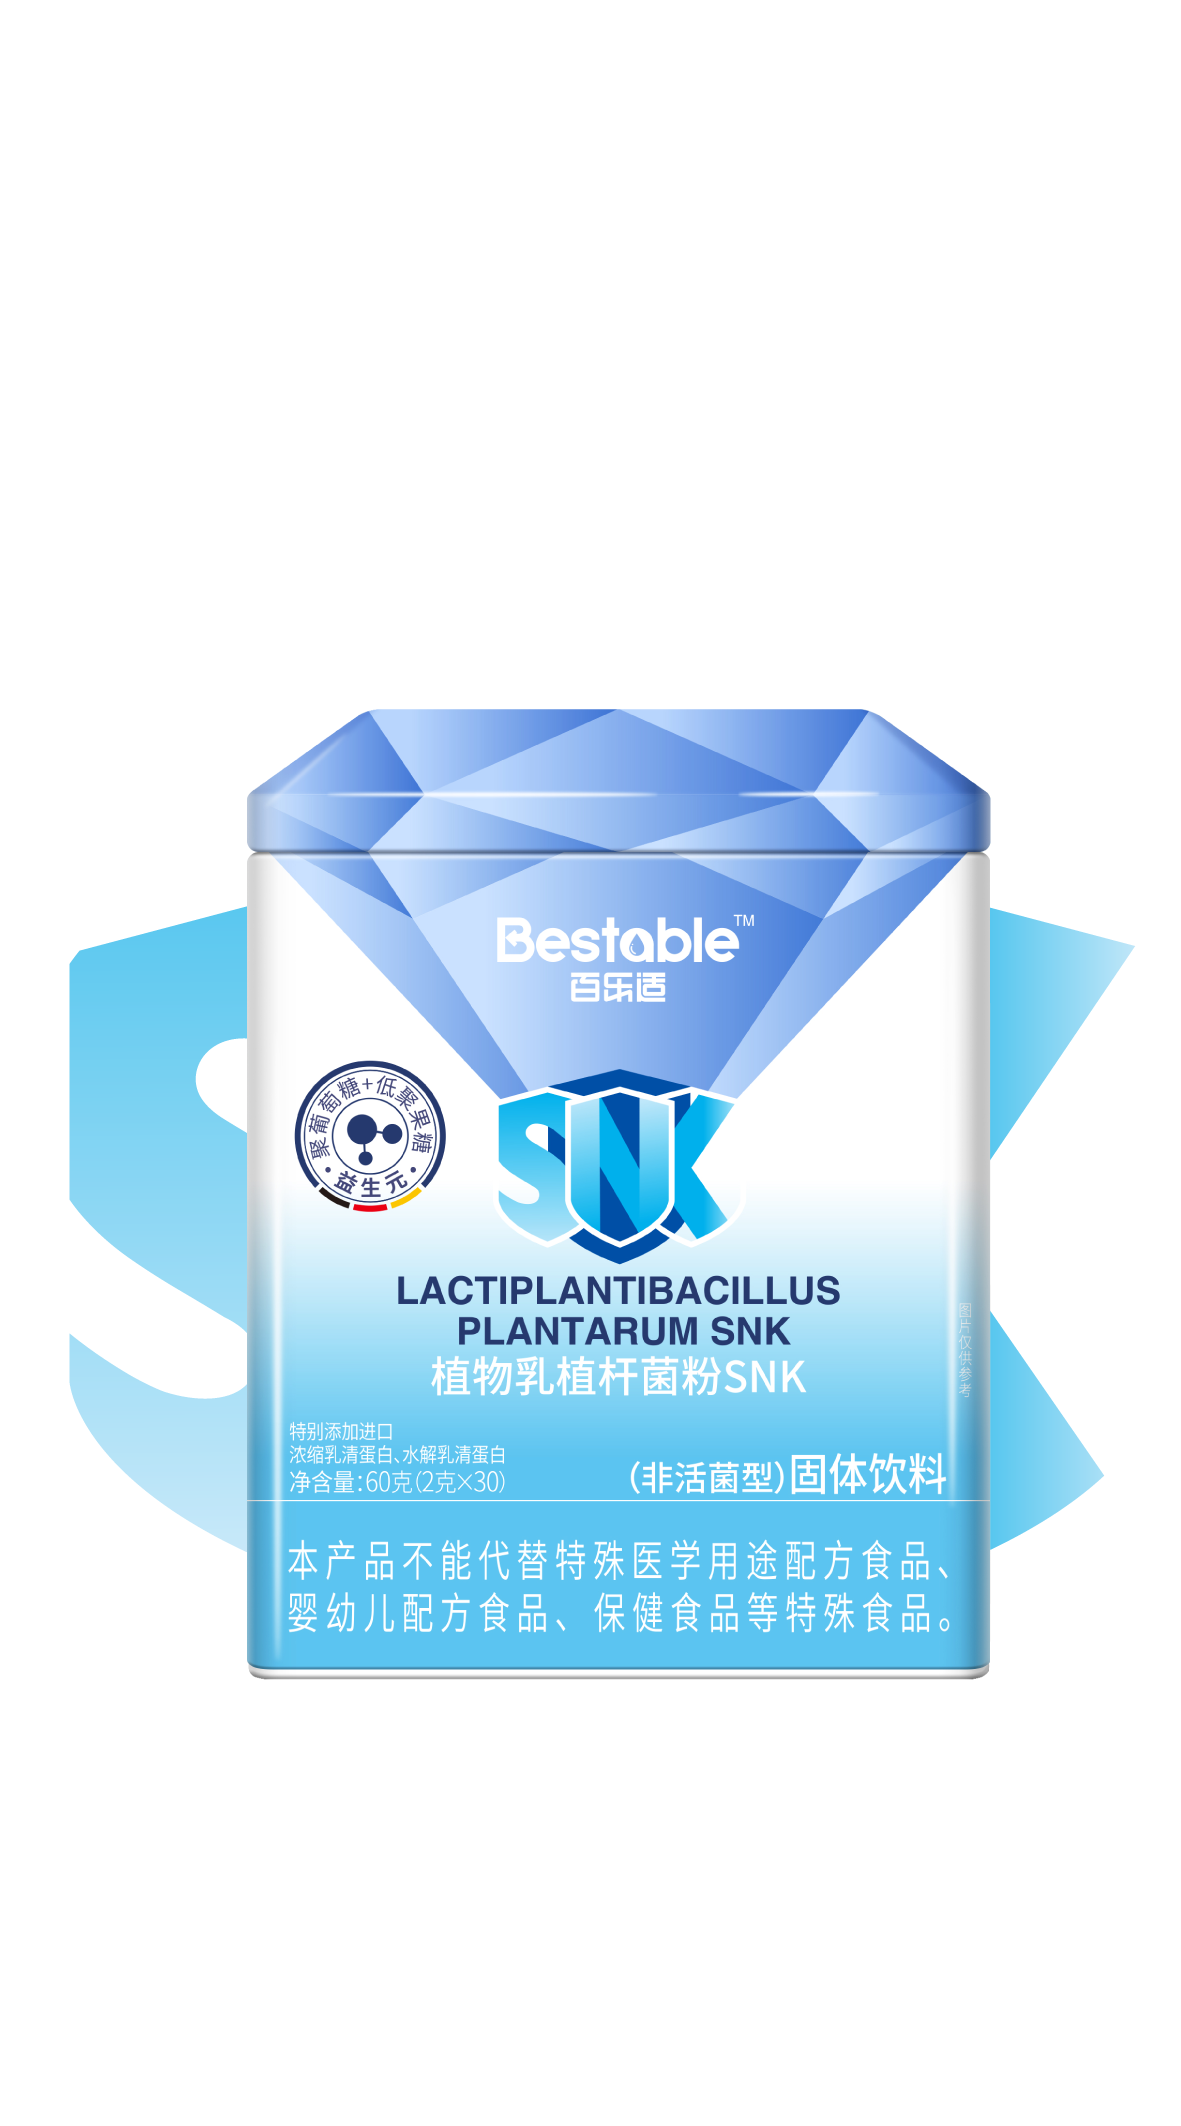 Bestable™
百乐适
聚葡萄糖+低聚果糖
·益生元·
SNK
LACTIPLANTIBACILLUS
PLANTARUM SNK
植物乳植杆菌粉SNK
图片仅供参考
特别添加进口
浓缩乳清蛋白、水解乳清蛋白
净含量:60克(2克×30)
(非活菌型)固体饮料
本产品不能代替特殊医学用途配方食品、
婴幼儿配方食品、保健食品等特殊食品。